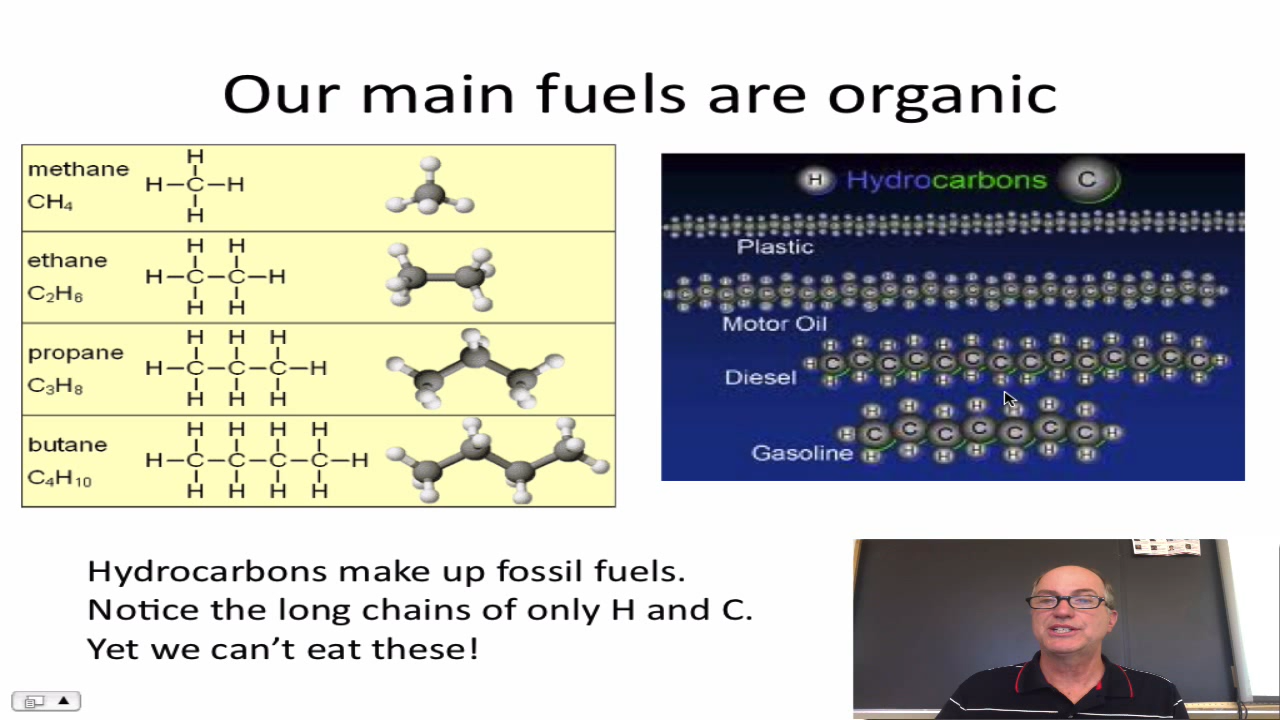 Our main fuels are organic
methane
CH4
H
H–C–H
H
ethane
C2H6
H H
H–C–C–H
H H
propane
C3H8
H H H
H–C–C–C–H
H H H
butane
C4H10
H H H H
H–C–C–C–C–H
H H H H
H Hydrocarbons C
Plastic
Motor Oil
Diesel
Gasoline
Hydrocarbons make up fossil fuels.
Notice the long chains of only H and C.
Yet we can't eat these!